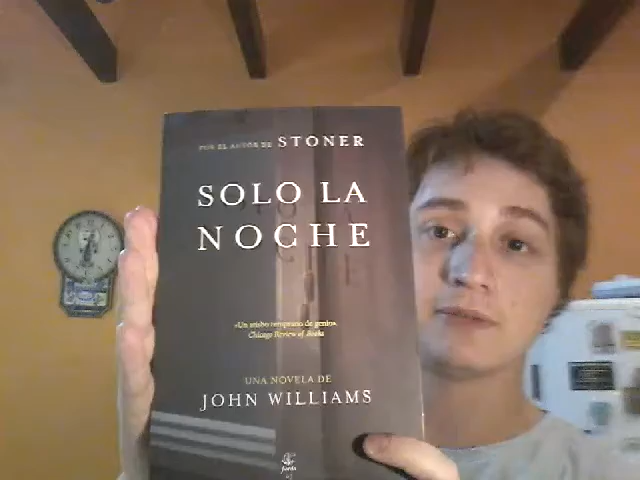 POR EL AUTOR DE STONER
SOLO LA
NOCHE
«Un atisbo temprano de genio».
Chicago Review of Books
UNA NOVELA DE
JOHN WILLIAMS
fiordo